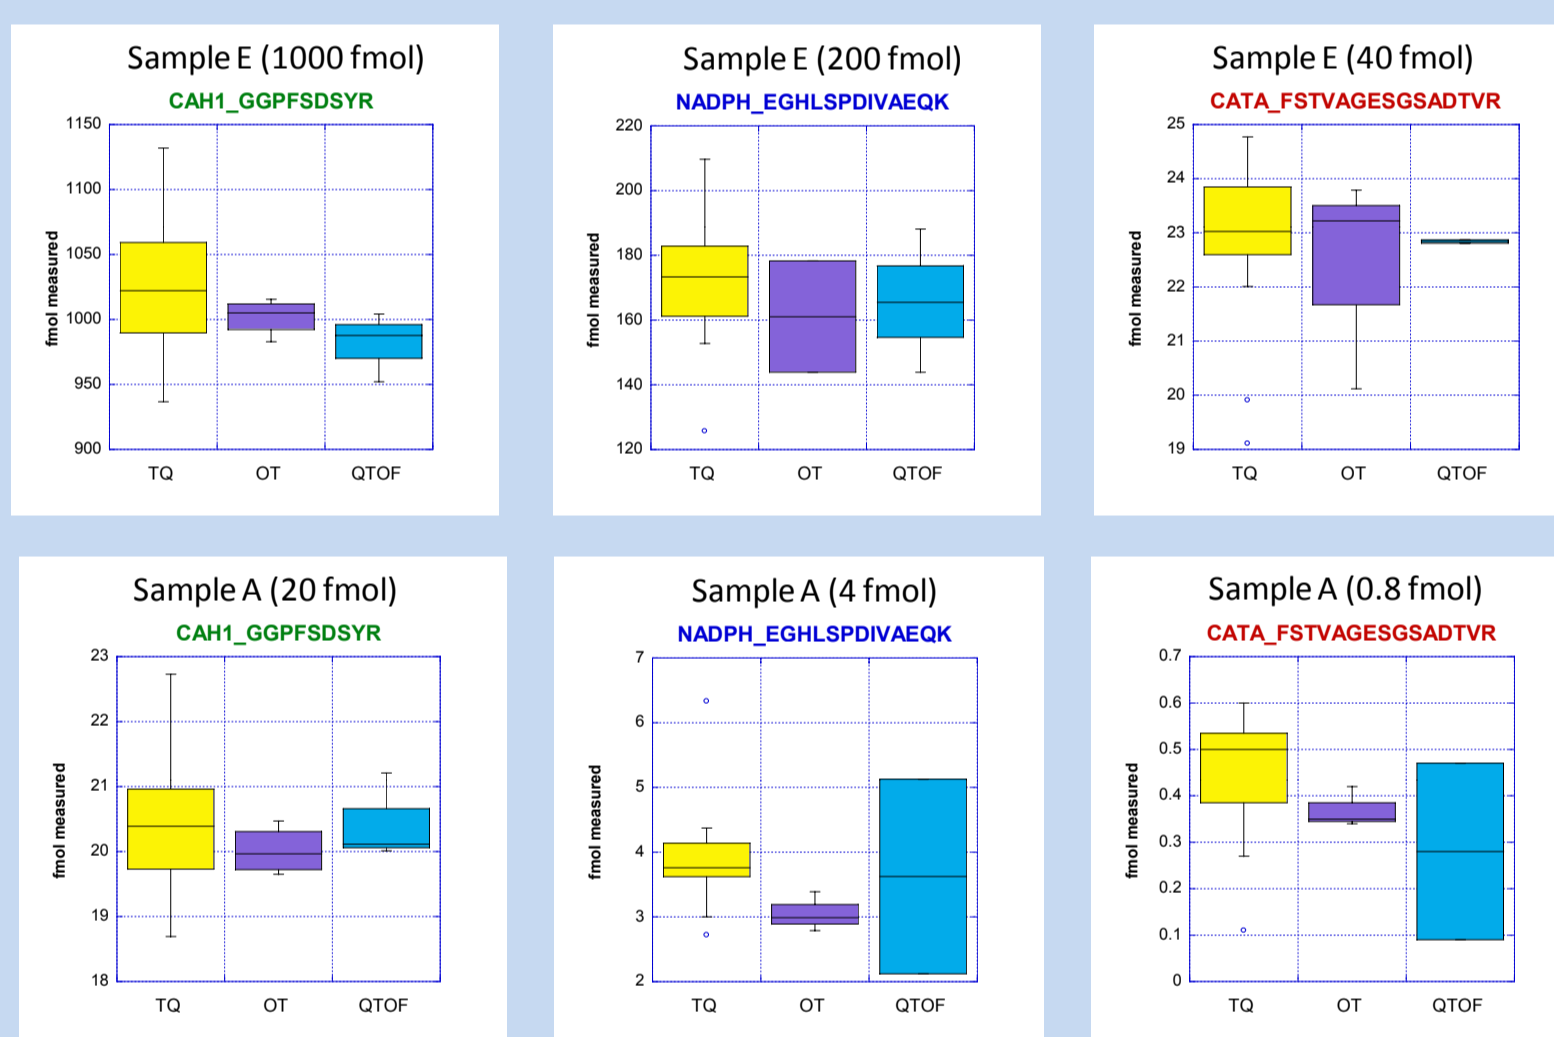 Sample E (1000 fmol)
CAH1_GGPFSDSYR
1150
1100
1050
1000
950
900
fmol measured
TQ OT QTOF
Sample E (200 fmol)
NADPH_EGHLSPDIVAEQK
220
200
180
160
140
120
fmol measured
TQ OT QTOF
Sample E (40 fmol)
CATA_FSTVAGESGSADTVR
25
24
23
22
21
20
19
fmol measured
TQ OT QTOF
Sample A (20 fmol)
CAH1_GGPFSDSYR
23
22
21
20
19
18
fmol measured
TQ OT QTOF
Sample A (4 fmol)
NADPH_EGHLSPDIVAEQK
7
6
5
4
3
2
fmol measured
TQ OT QTOF
Sample A (0.8 fmol)
CATA_FSTVAGESGSADTVR
0.7
0.6
0.5
0.4
0.3
0.2
0.1
0
fmol measured
TQ OT QTOF